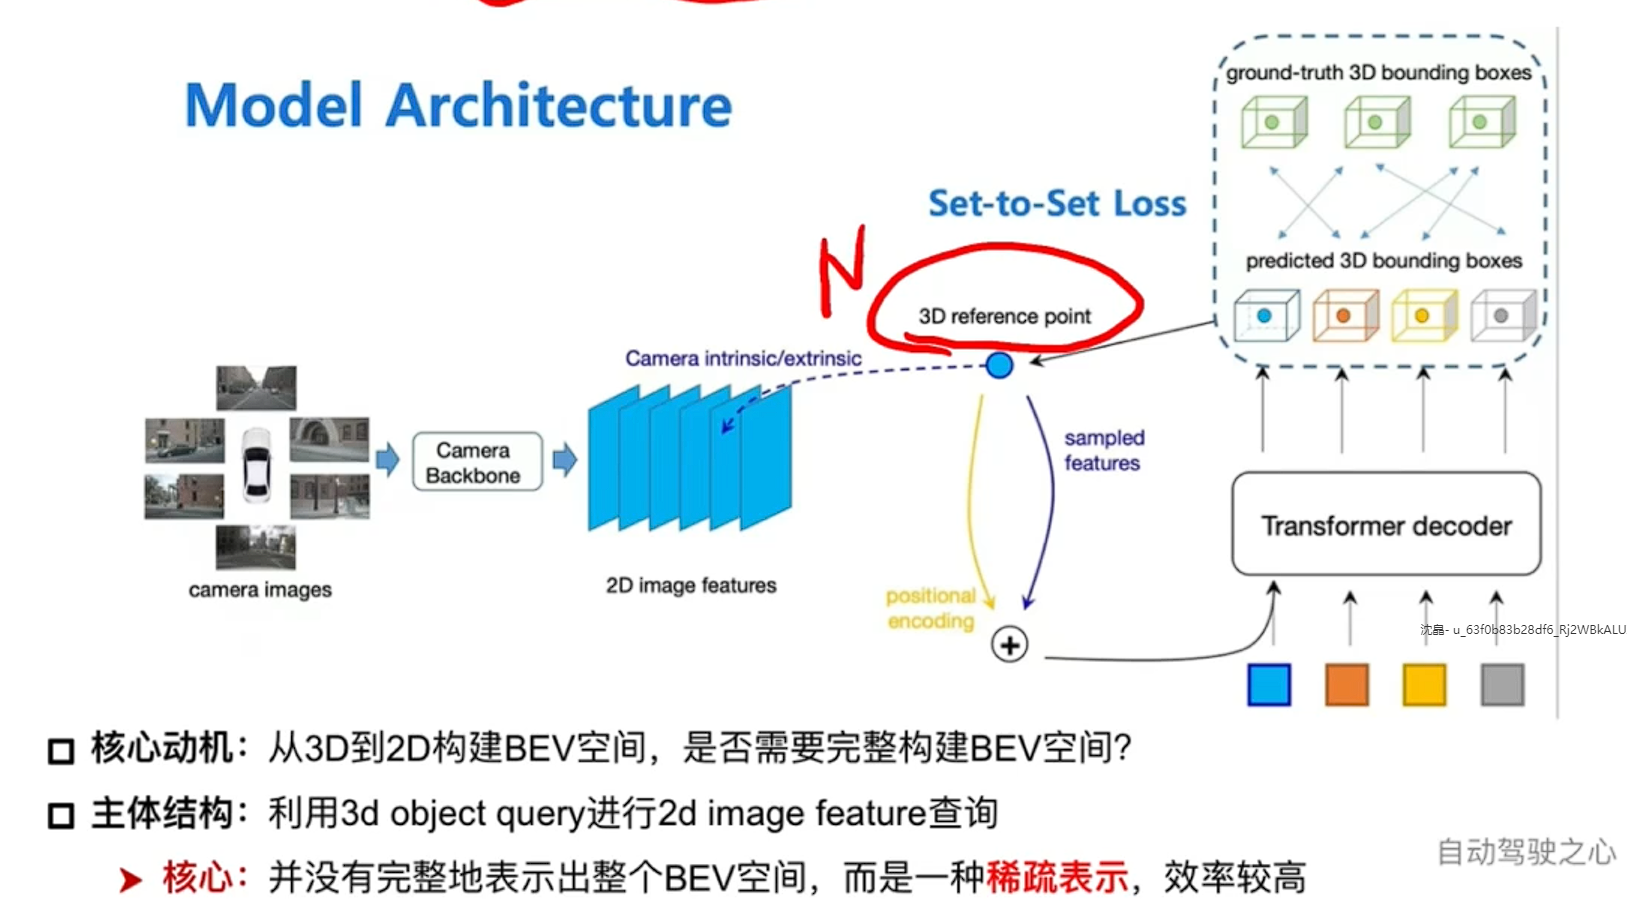 Model Architecture
ground-truth 3D bounding boxes
Set-to-Set Loss
predicted 3D bounding boxes
N
3D reference point
Camera intrinsic/extrinsic
sampled
features
Camera
Backbone
Transformer decoder
camera images
2D image features
positional
encoding
沈晶- u_63f0b83b28df6_Rj2WBkALU
核心动机：从3D到2D构建BEV空间，是否需要完整构建BEV空间?
主体结构：利用3d object query进行2d image feature查询
核心：并没有完整地表示出整个BEV空间，而是一种稀疏表示，效率较高
自动驾驶之心